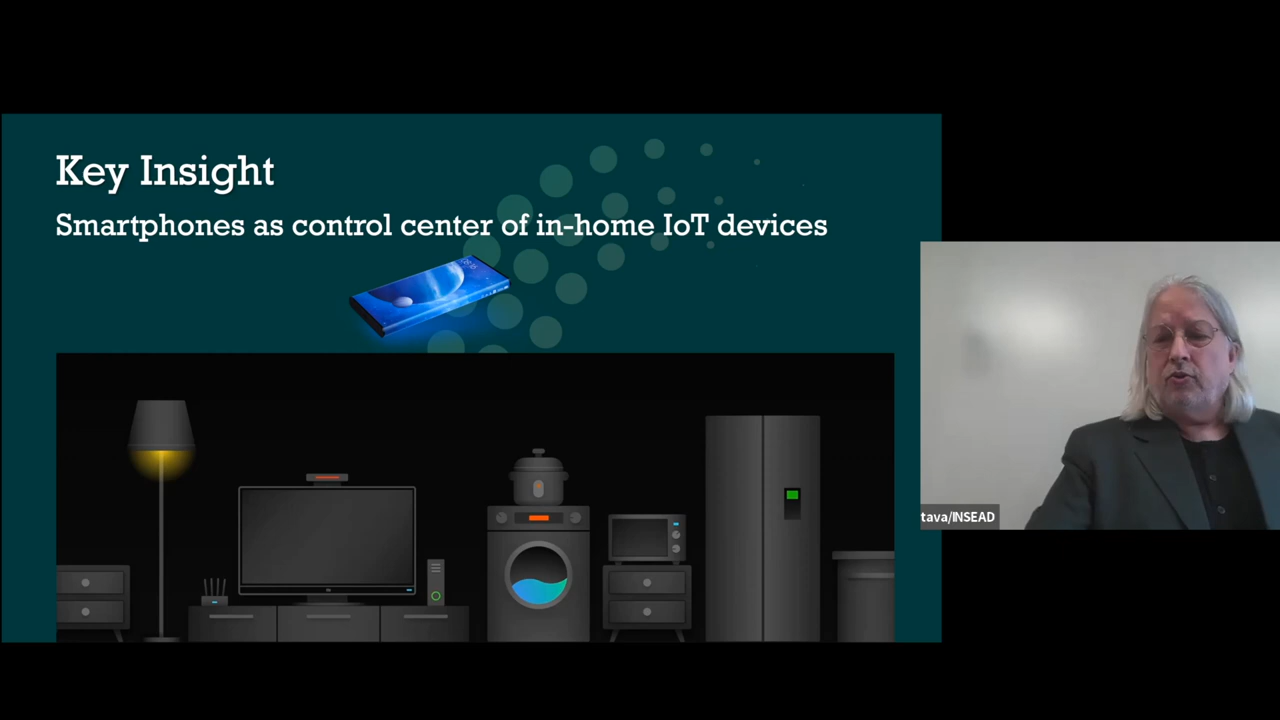 Key Insight
Smartphones as control center of in-home IoT devices
tava/INSEAD